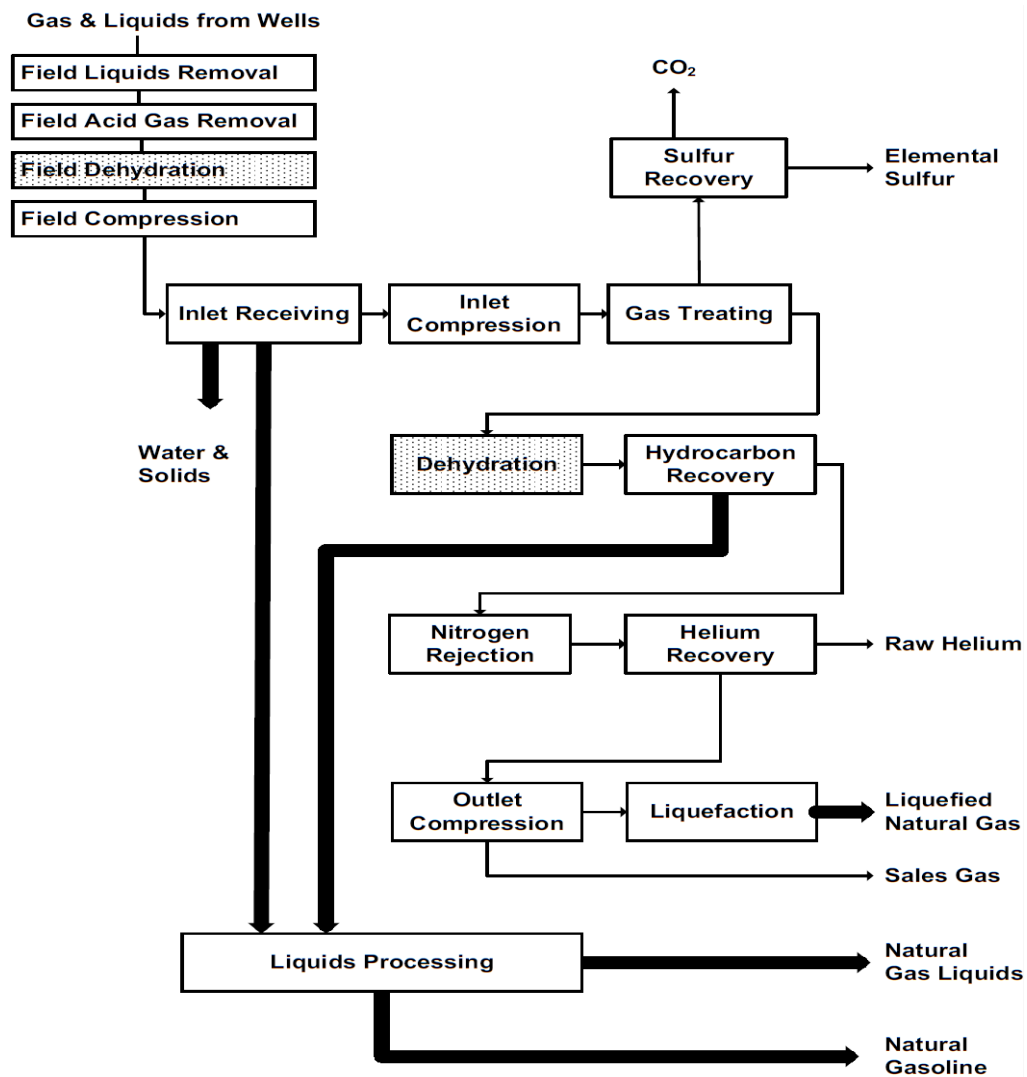 Gas & Liquids from Wells
Field Liquids Removal
Field Acid Gas Removal
Field Dehydration
Field Compression
CO₂
Sulfur
Recovery
Elemental
Sulfur
Inlet Receiving
Inlet
Compression
Gas Treating
Water &
Solids
Dehydration
Hydrocarbon
Recovery
Nitrogen
Rejection
Helium
Recovery
Raw Helium
Outlet
Compression
Liquefaction
Liquefied
Natural Gas
Sales Gas
Liquids Processing
Natural
Gas Liquids
Natural
Gasoline